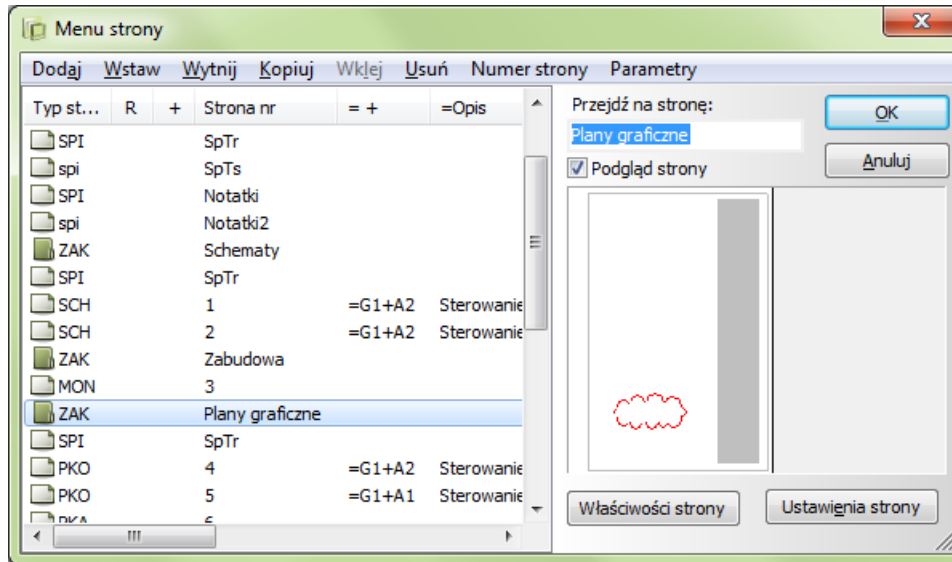 Menu strony
Dodaj Wstaw Wytnij Kopiuj Wklej Usuń Numer strony Parametry
Typ st... R + Strona nr = + =Opis
SPI SpTr
spi SpTs
SPI Notatki
spi Notatki2
ZAK Schematy
SPI SpTr
SCH 1 =G1+A2 Sterowanie
SCH 2 =G1+A2 Sterowanie
ZAK Zabudowa
MON 3
ZAK Plany graficzne
SPI SpTr
PKO 4 =G1+A2 Sterowanie
PKO 5 =G1+A1 Sterowanie
PKA 6
Przejdź na stronę:
Plany graficzne
Podgląd strony
OK
Anuluj
Właściwości strony
Ustawienia strony